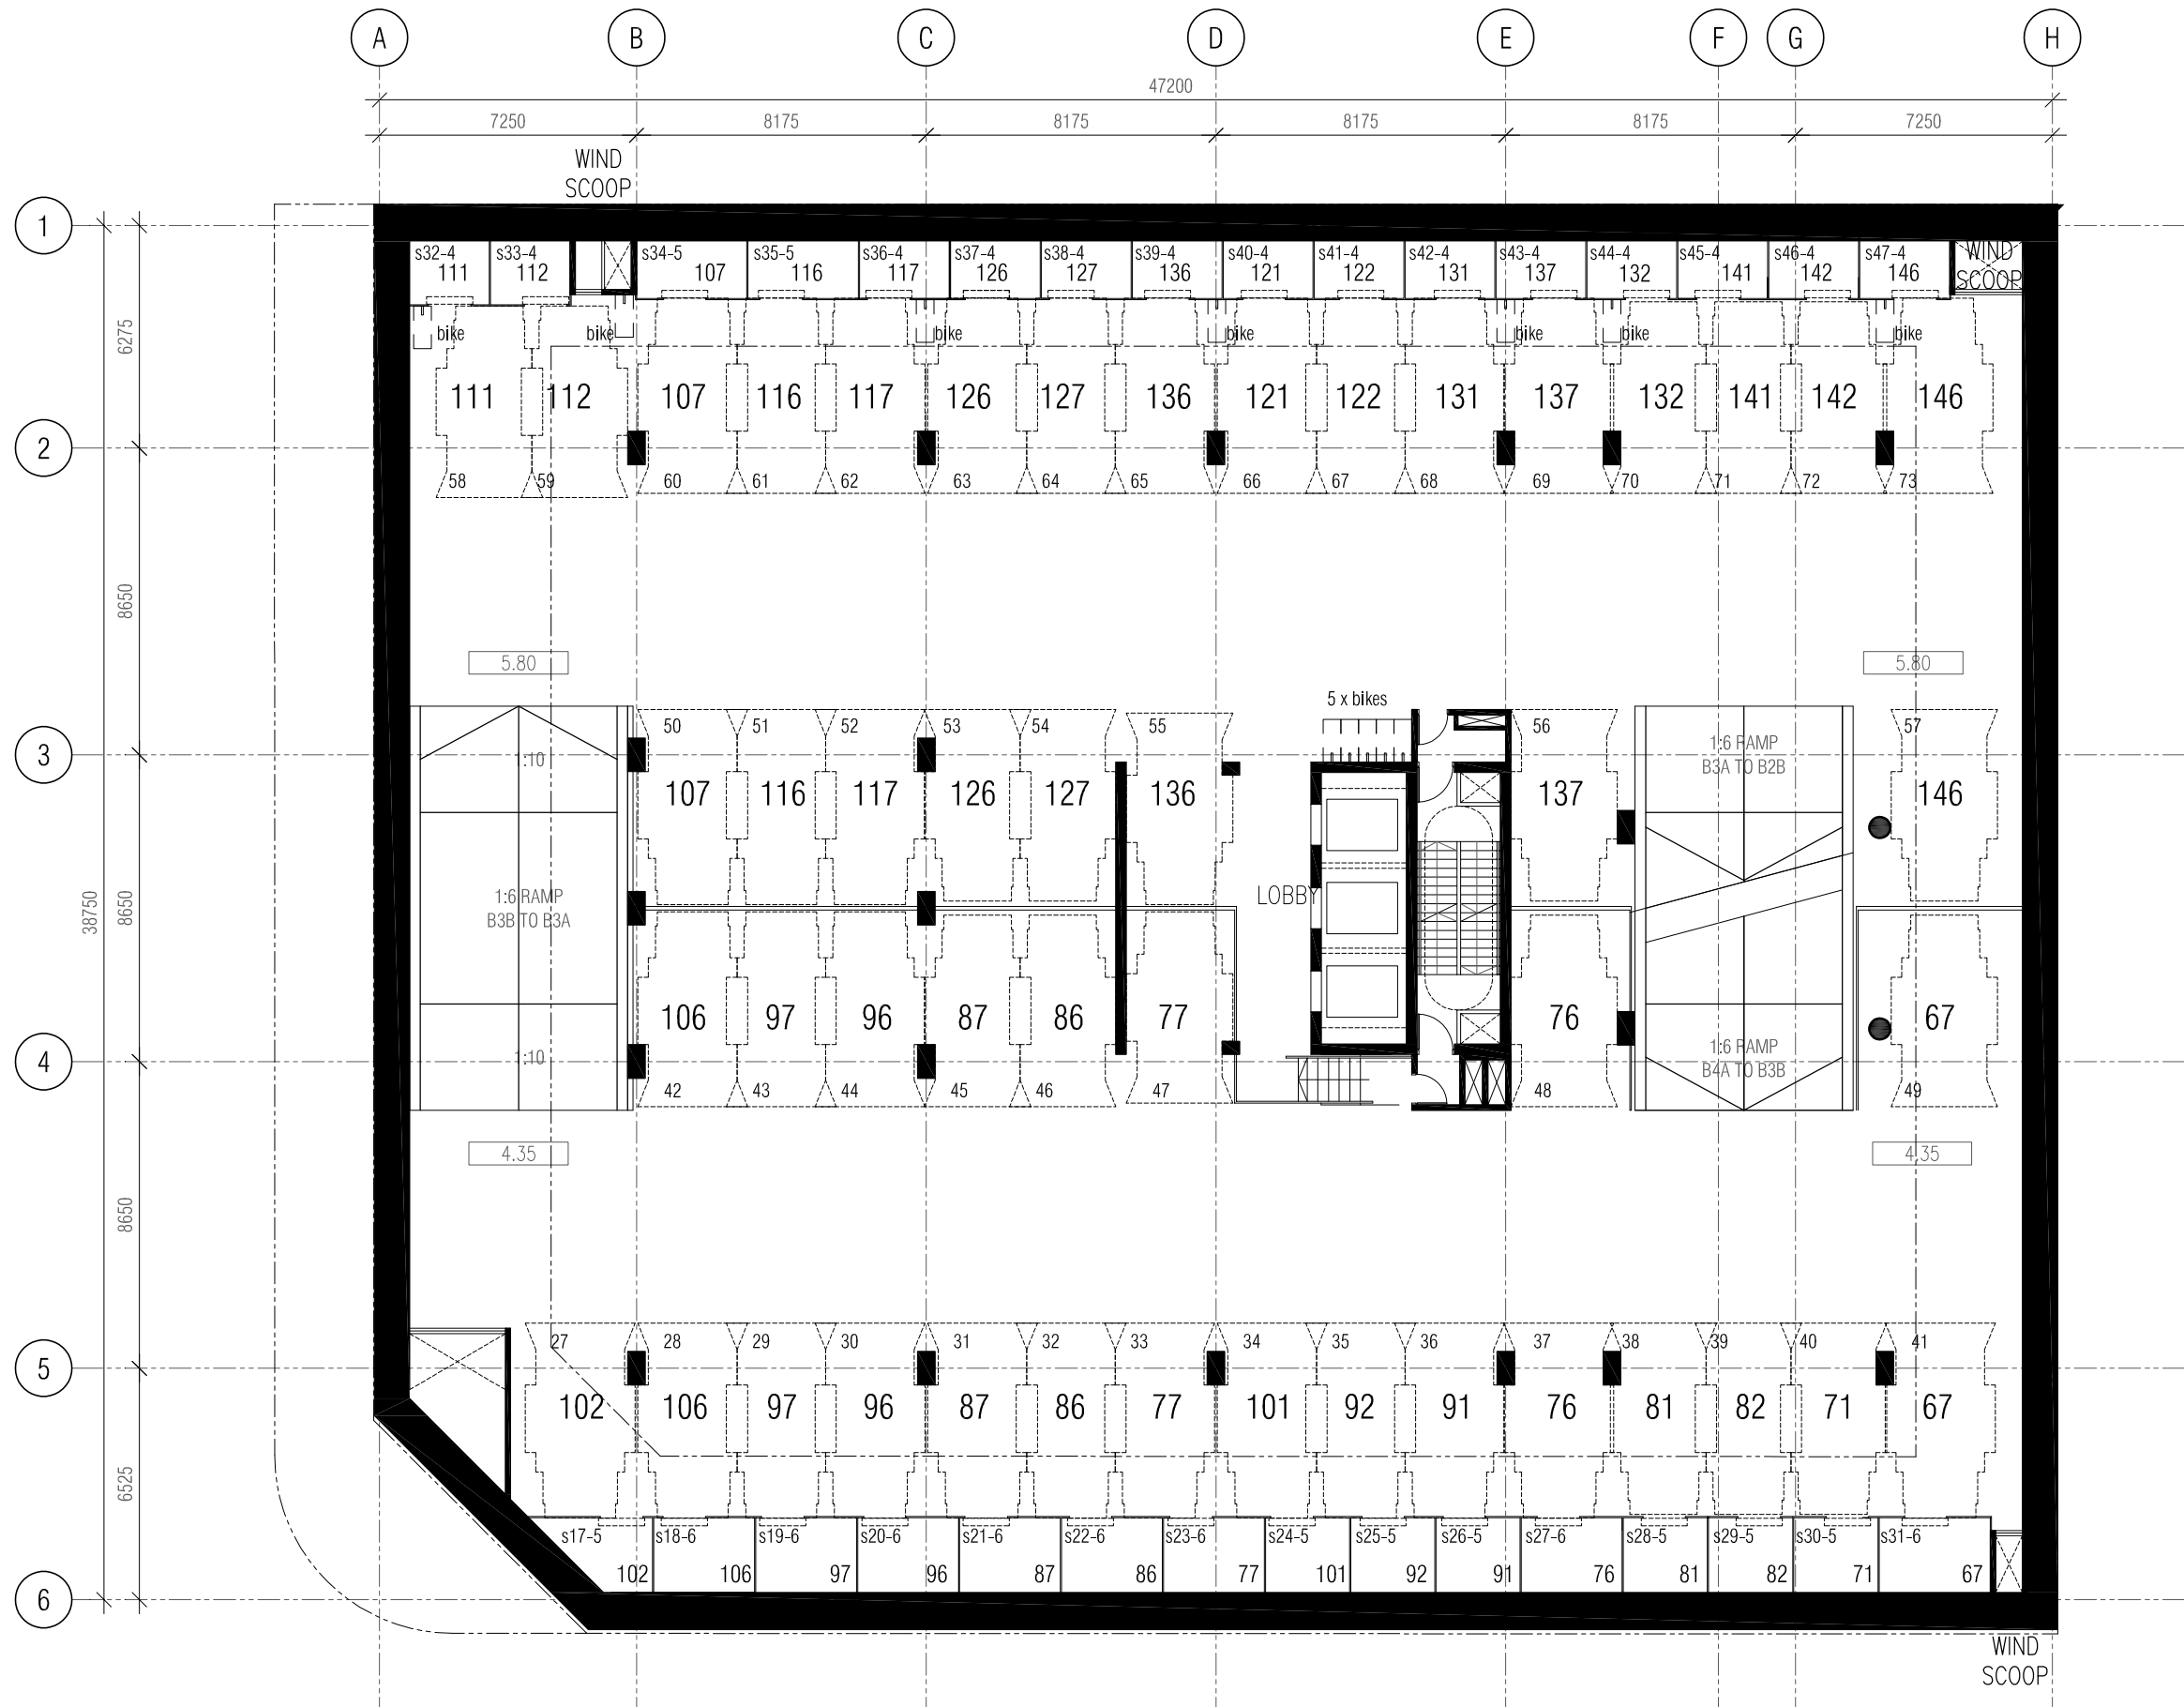 A B C D E F G H
47200
7250 8175 8175 8175 8175 7250
WIND
SCOOP
1
s32-4 s33-4 s34-5 s35-5 s36-4 s37-4 s38-4 s39-4 s40-4 s41-4 s42-4 s43-4 s44-4 s45-4 s46-4 s47-4 WIND
111 112 107 116 117 126 127 136 121 122 131 137 132 141 142 146 SCOOP
bike bike bike bike bike bike bike
6275
111 112 107 116 117 126 127 136 121 122 131 137 132 141 142 146
2
58 59 60 61 62 63 64 65 66 67 68 69 70 71 72 73
8650
5.80 5.80
5 x bikes
50 51 52 53 54 55 56 57
3
1:10
1:6 RAMP
B3A TO B2B
107 116 117 126 127 136 137 146
38750
8650
1:6 RAMP
B3B TO B3A
LOBBY
106 97 96 87 86 77 76 67
4
1:10
1:6 RAMP
B4A TO B3B
42 43 44 45 46 47 48 49
4.35 4.35
8650
27 28 29 30 31 32 33 34 35 36 37 38 39 40 41
5
102 106 97 96 87 86 77 101 92 91 76 81 82 71 67
6525
s17-5 s18-6 s19-6 s20-6 s21-6 s22-6 s23-6 s24-5 s25-5 s26-5 s27-6 s28-5 s29-5 s30-5 s31-6
102 106 97 96 87 86 77 101 92 91 76 81 82 71 67
6
WIND
SCOOP